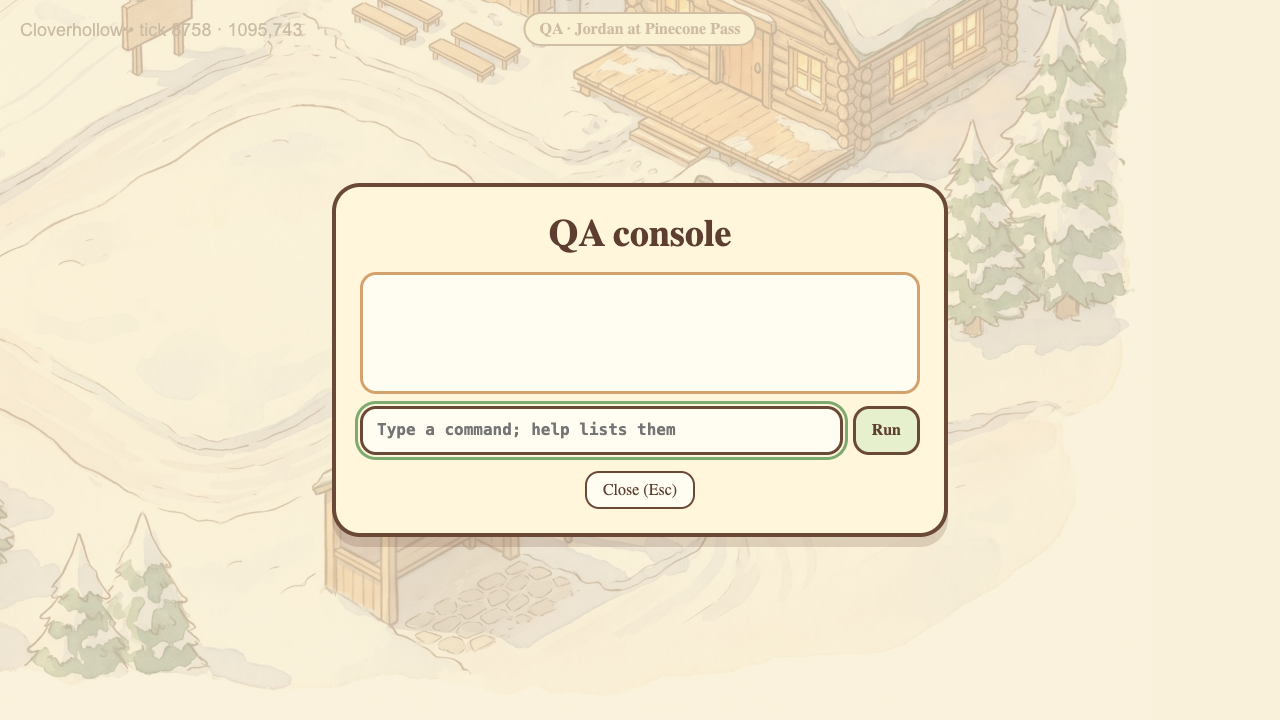 Cloverhollow · tick 8758 · 1095,743
QA · Jordan at Pinecone Pass
QA console
Type a command; help lists them
Run
Close (Esc)